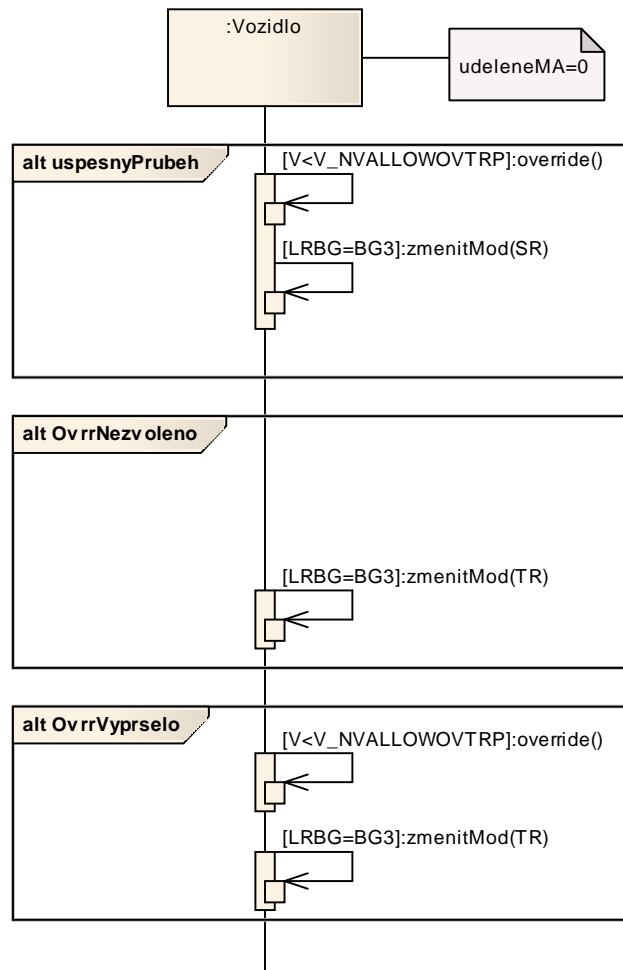 :Vozidlo
udeleneMA=0
alt uspesnyPrubeh
[V<V_NVALLOWOVTRP]:override()
[LRBG=BG3]:zmenitMod(SR)
alt OvrrNezvoleno
[LRBG=BG3]:zmenitMod(TR)
alt OvrrVyprselo
[V<V_NVALLOWOVTRP]:override()
[LRBG=BG3]:zmenitMod(TR)